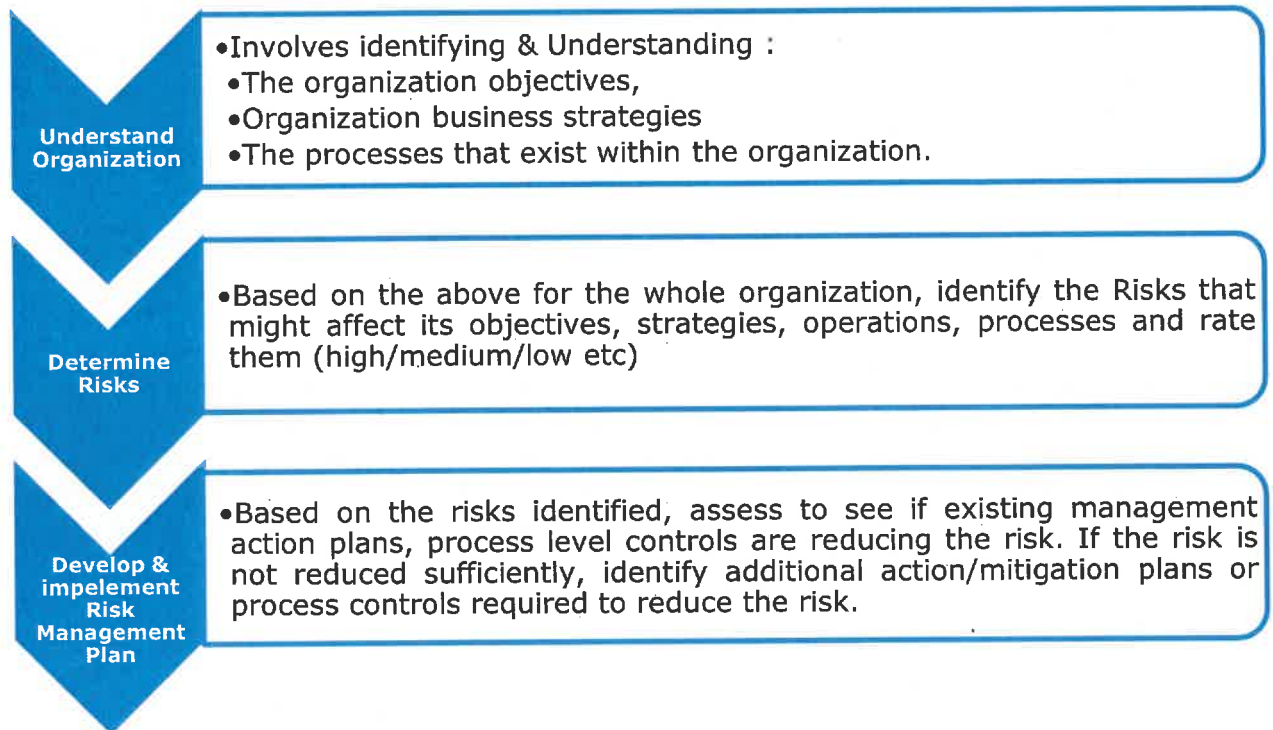 Understand
Organization
•Involves identifying & Understanding :
•The organization objectives,
•Organization business strategies
•The processes that exist within the organization.
Determine
Risks
•Based on the above for the whole organization, identify the Risks that
might affect its objectives, strategies, operations, processes and rate
them (high/medium/low etc)
Develop &
impelement
Risk
Management
Plan
•Based on the risks identified, assess to see if existing management
action plans, process level controls are reducing the risk. If the risk is
not reduced sufficiently, identify additional action/mitigation plans or
process controls required to reduce the risk.